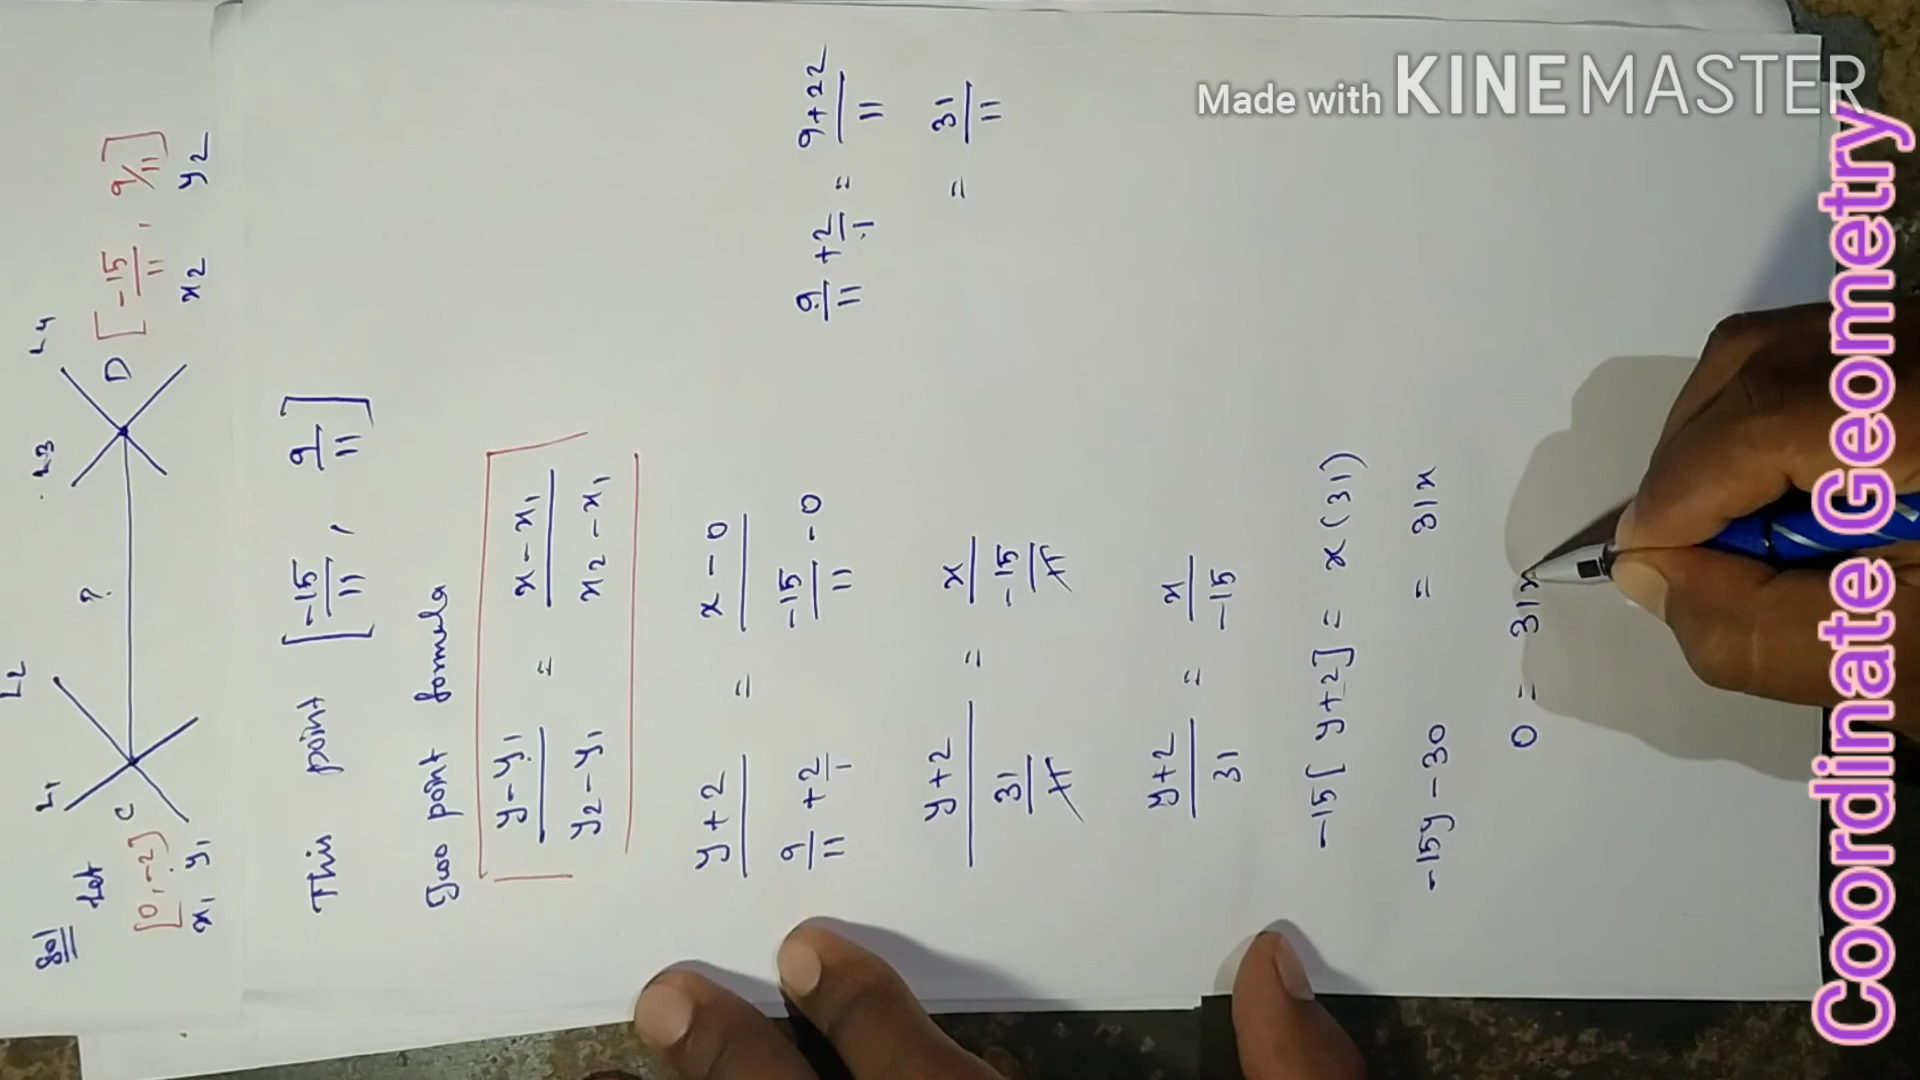 Sol
Let
L1 L2 L3 L4
C ? D
[0, -2] [-15/11, 9/11]
x1 y1 x2 y2
This point [-15/11, 9/11]
Two point formula
y-y1/y2-y1 = x-x1/x2-x1
y+2/(9/11 + 2/1) = x-0/(-15/11 - 0)
9/11 + 2/1 = 9+22/11
= 31/11
y+2/(31/11) = x/(-15/11)
y+2/31 = x/-15
-15[y+2] = x(31)
-15y-30 = 31x
0 = 31x
Made with KINEMASTER
Coordinate Geometry